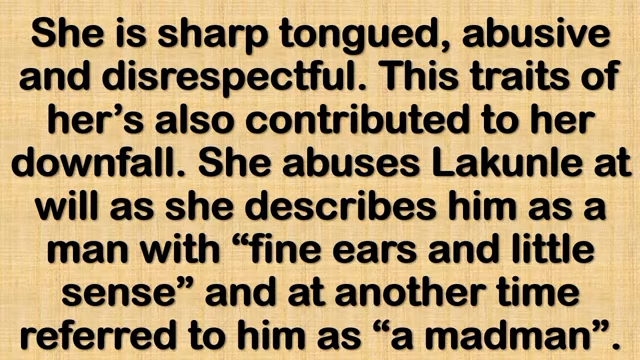 She is sharp tongued, abusive
and disrespectful. This traits of
her’s also contributed to her
downfall. She abuses Lakunle at
will as she describes him as a
man with “fine ears and little
sense” and at another time
referred to him as “a madman”.